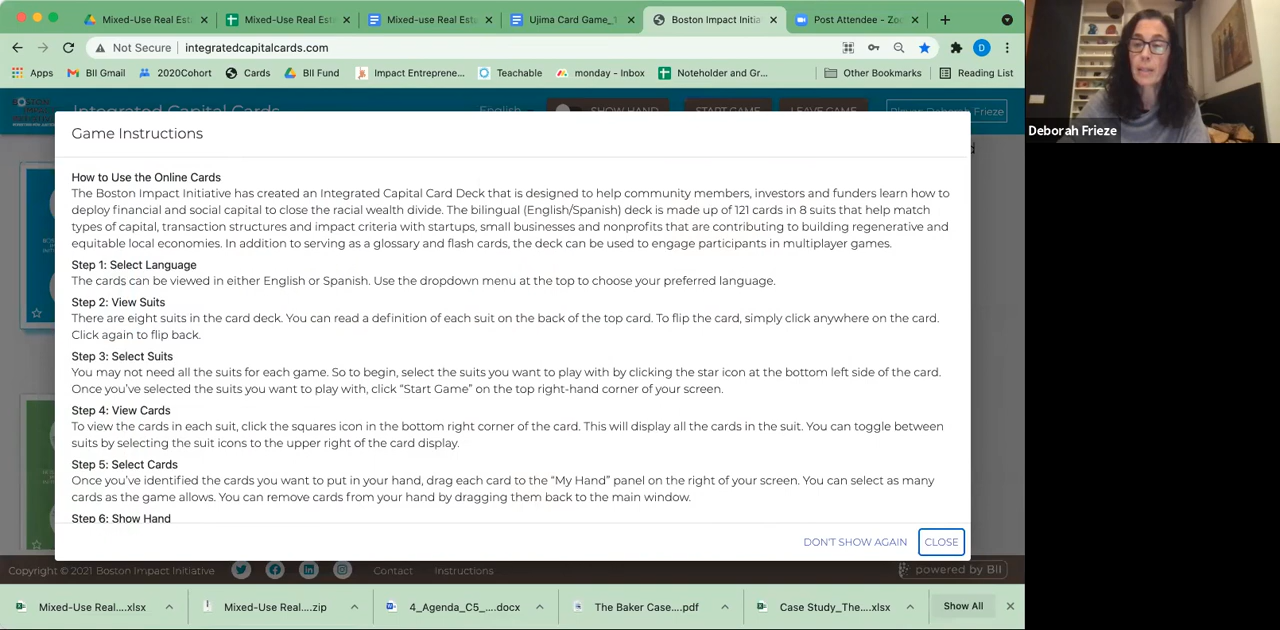 Mixed-Use Real Esta
Mixed-Use Real Esta
Mixed-use Real Esta
Ujima Card Game_1
Boston Impact Initia
Post Attendee - Zoo
Not Secure
integratedcapitalcards.com
D
Apps
BII Gmail
2020Cohort
Cards
BII Fund
Impact Entreprene...
Teachable
monday - Inbox
Noteholder and Gr...
Other Bookmarks
Reading List
Integrated Capital Cards
English
SHOW HAND
START GAME
LEAVE GAME
Player: Deborah Frieze
Deborah Frieze
Game Instructions
How to Use the Online Cards
The Boston Impact Initiative has created an Integrated Capital Card Deck that is designed to help community members, investors and funders learn how to
deploy financial and social capital to close the racial wealth divide. The bilingual (English/Spanish) deck is made up of 121 cards in 8 suits that help match
types of capital, transaction structures and impact criteria with startups, small businesses and nonprofits that are contributing to building regenerative and
equitable local economies. In addition to serving as a glossary and flash cards, the deck can be used to engage participants in multiplayer games.
Step 1: Select Language
The cards can be viewed in either English or Spanish. Use the dropdown menu at the top to choose your preferred language.
Step 2: View Suits
There are eight suits in the card deck. You can read a definition of each suit on the back of the top card. To flip the card, simply click anywhere on the card.
Click again to flip back.
Step 3: Select Suits
You may not need all the suits for each game. So to begin, select the suits you want to play with by clicking the star icon at the bottom left side of the card.
Once you've selected the suits you want to play with, click “Start Game” on the top right-hand corner of your screen.
Step 4: View Cards
To view the cards in each suit, click the squares icon in the bottom right corner of the card. This will display all the cards in the suit. You can toggle between
suits by selecting the suit icons to the upper right of the card display.
Step 5: Select Cards
Once you've identified the cards you want to put in your hand, drag each card to the “My Hand” panel on the right of your screen. You can select as many
cards as the game allows. You can remove cards from your hand by dragging them back to the main window.
Step 6: Show Hand
DON'T SHOW AGAIN
CLOSE
Copyright © 2021 Boston Impact Initiative
Contact
Instructions
powered by BII
Mixed-Use Real....xlsx
Mixed-Use Real....zip
4_Agenda_C5_....docx
The Baker Case....pdf
Case Study_The....xlsx
Show All